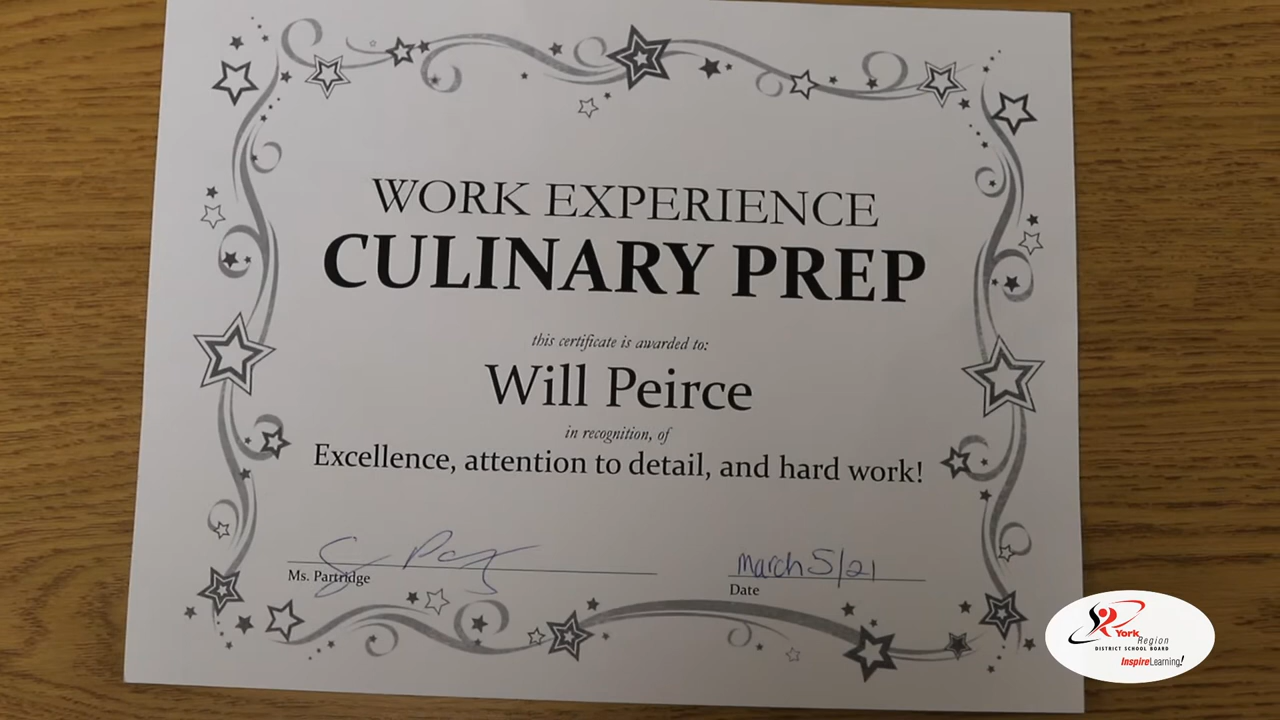 WORK EXPERIENCE
CULINARY PREP
this certificate is awarded to:
Will Peirce
in recognition, of
Excellence, attention to detail, and hard work!
Ms. Partridge
March 5/21
Date
York Region
DISTRICT SCHOOL BOARD
InspireLearning!